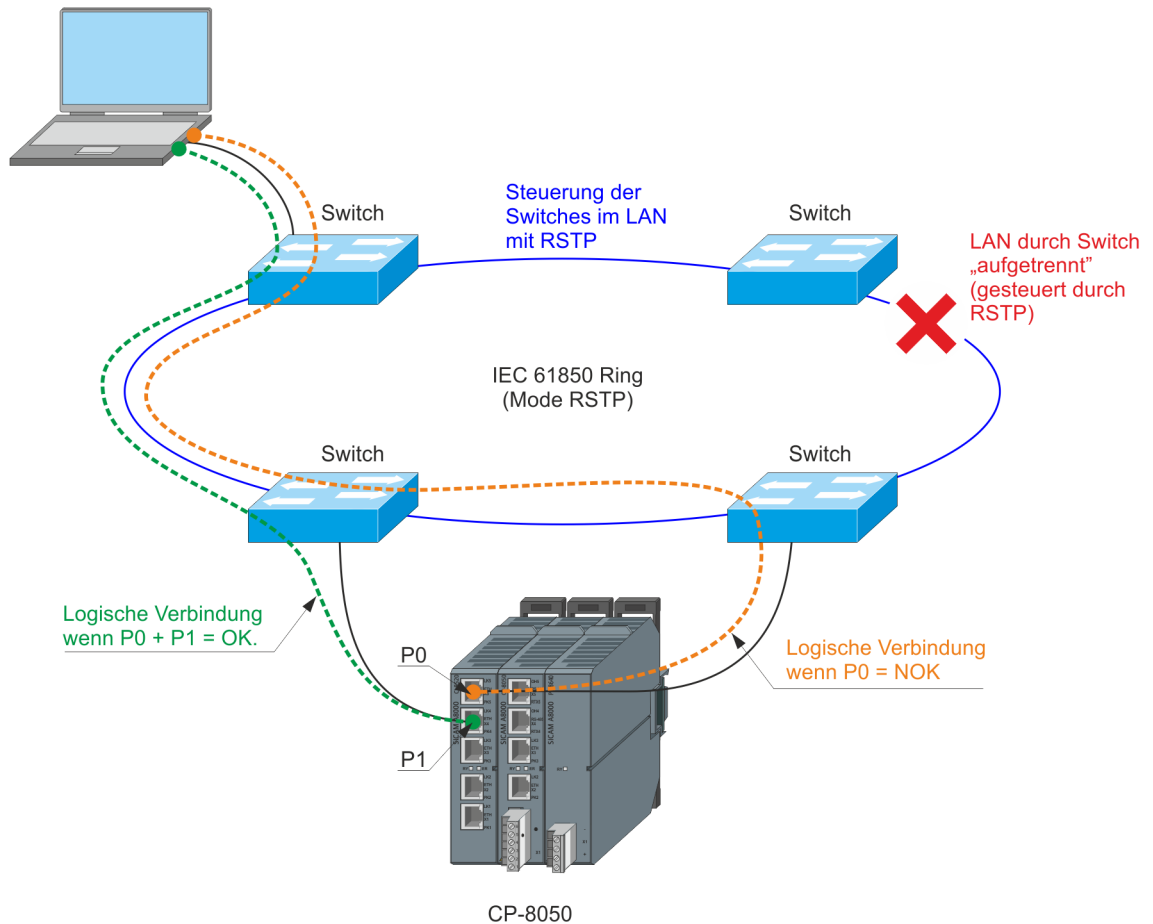 Switch
Steuerung der
Switches im LAN
mit RSTP
Switch
LAN durch Switch
„aufgetrennt”
(gesteuert durch
RSTP)
IEC 61850 Ring
(Mode RSTP)
Switch
Switch
Logische Verbindung
wenn P0 + P1 = OK.
P0
P1
Logische Verbindung
wenn P0 = NOK
SICAM A8000
SICAM A8000
CP-8050